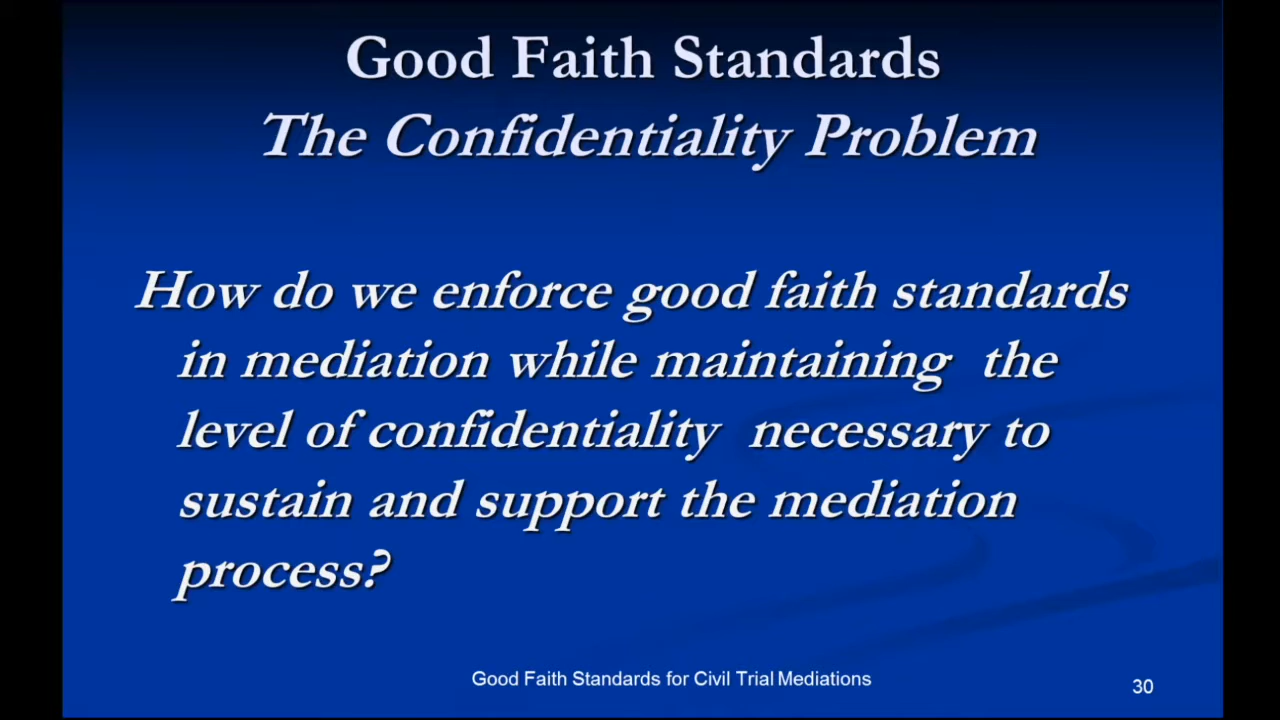 Good Faith Standards
The Confidentiality Problem
How do we enforce good faith standards
in mediation while maintaining the
level of confidentiality necessary to
sustain and support the mediation
process?
Good Faith Standards for Civil Trial Mediations
30